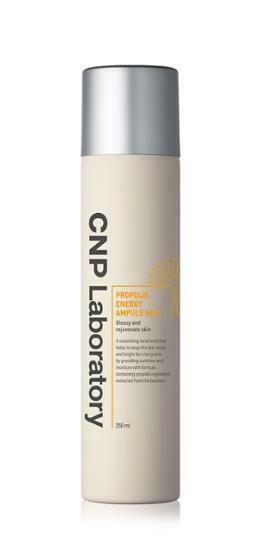 CNP Laboratory
PROPOLIS
ENERGY
AMPULE MIST
Glossy and
rejuvenate skin
A nourishing facial mist that
helps to keep the skin moist
and bright for a long time
by providing nutrition and
moisture with formula
containing propolis ingredient
extracted from the beehive.
250 ml